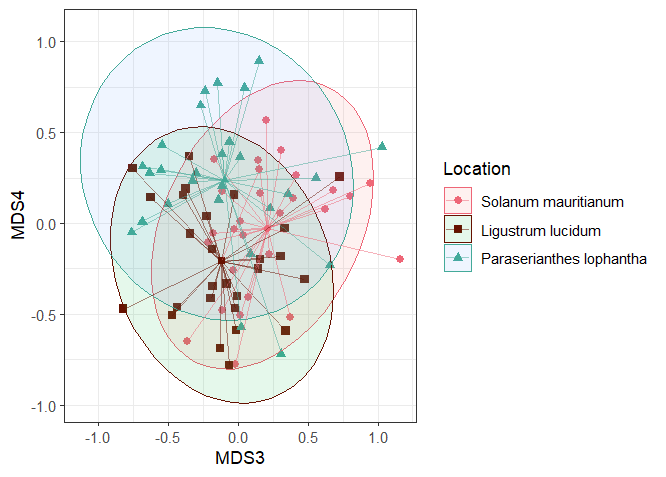 1.0
0.5
0.0
-0.5
-1.0
MDS4
-1.0 -0.5 0.0 0.5 1.0
MDS3
Location
Solanum mauritianum
Ligustrum lucidum
Paraserianthes lophantha